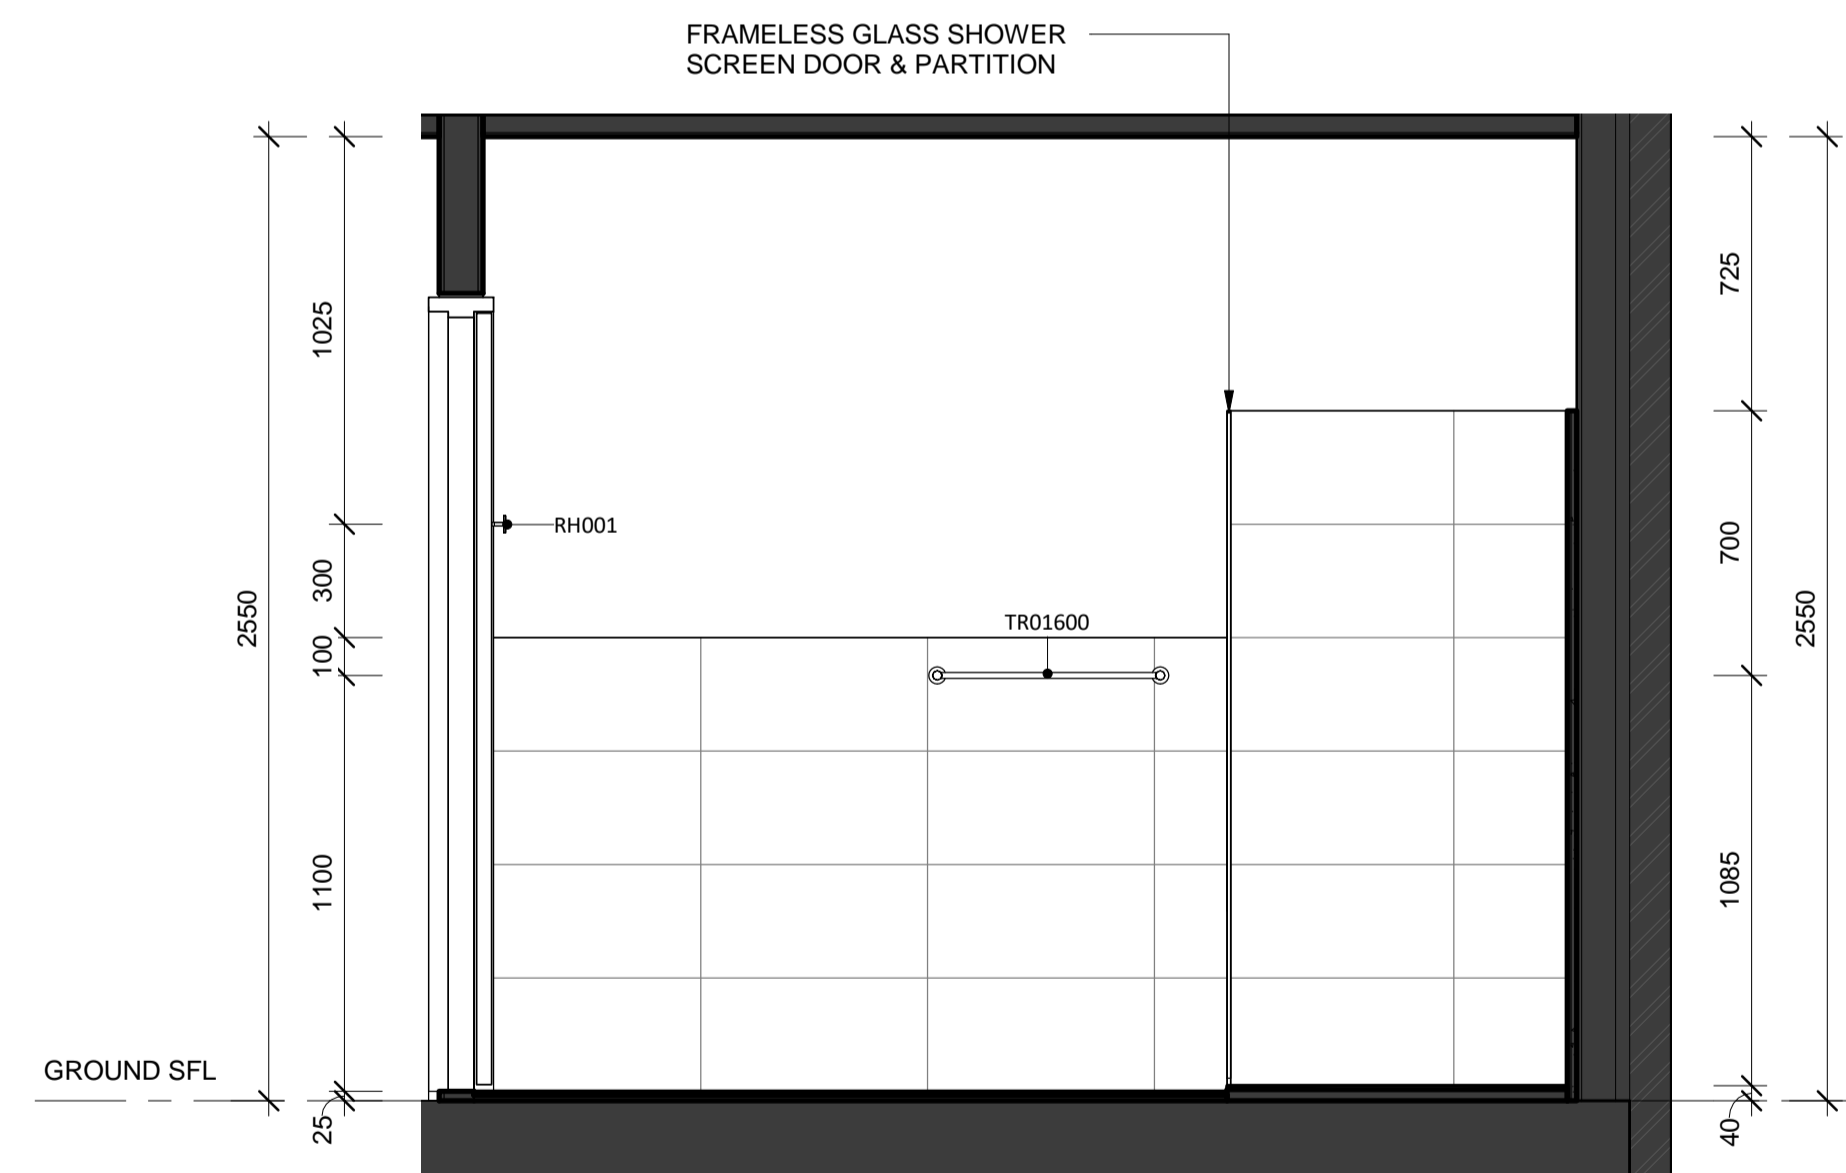 FRAMELESS GLASS SHOWER
SCREEN DOOR & PARTITION
2550
1025
300
100
1100
25
RH001
TR01600
725
700
1085
40
2550
GROUND SFL